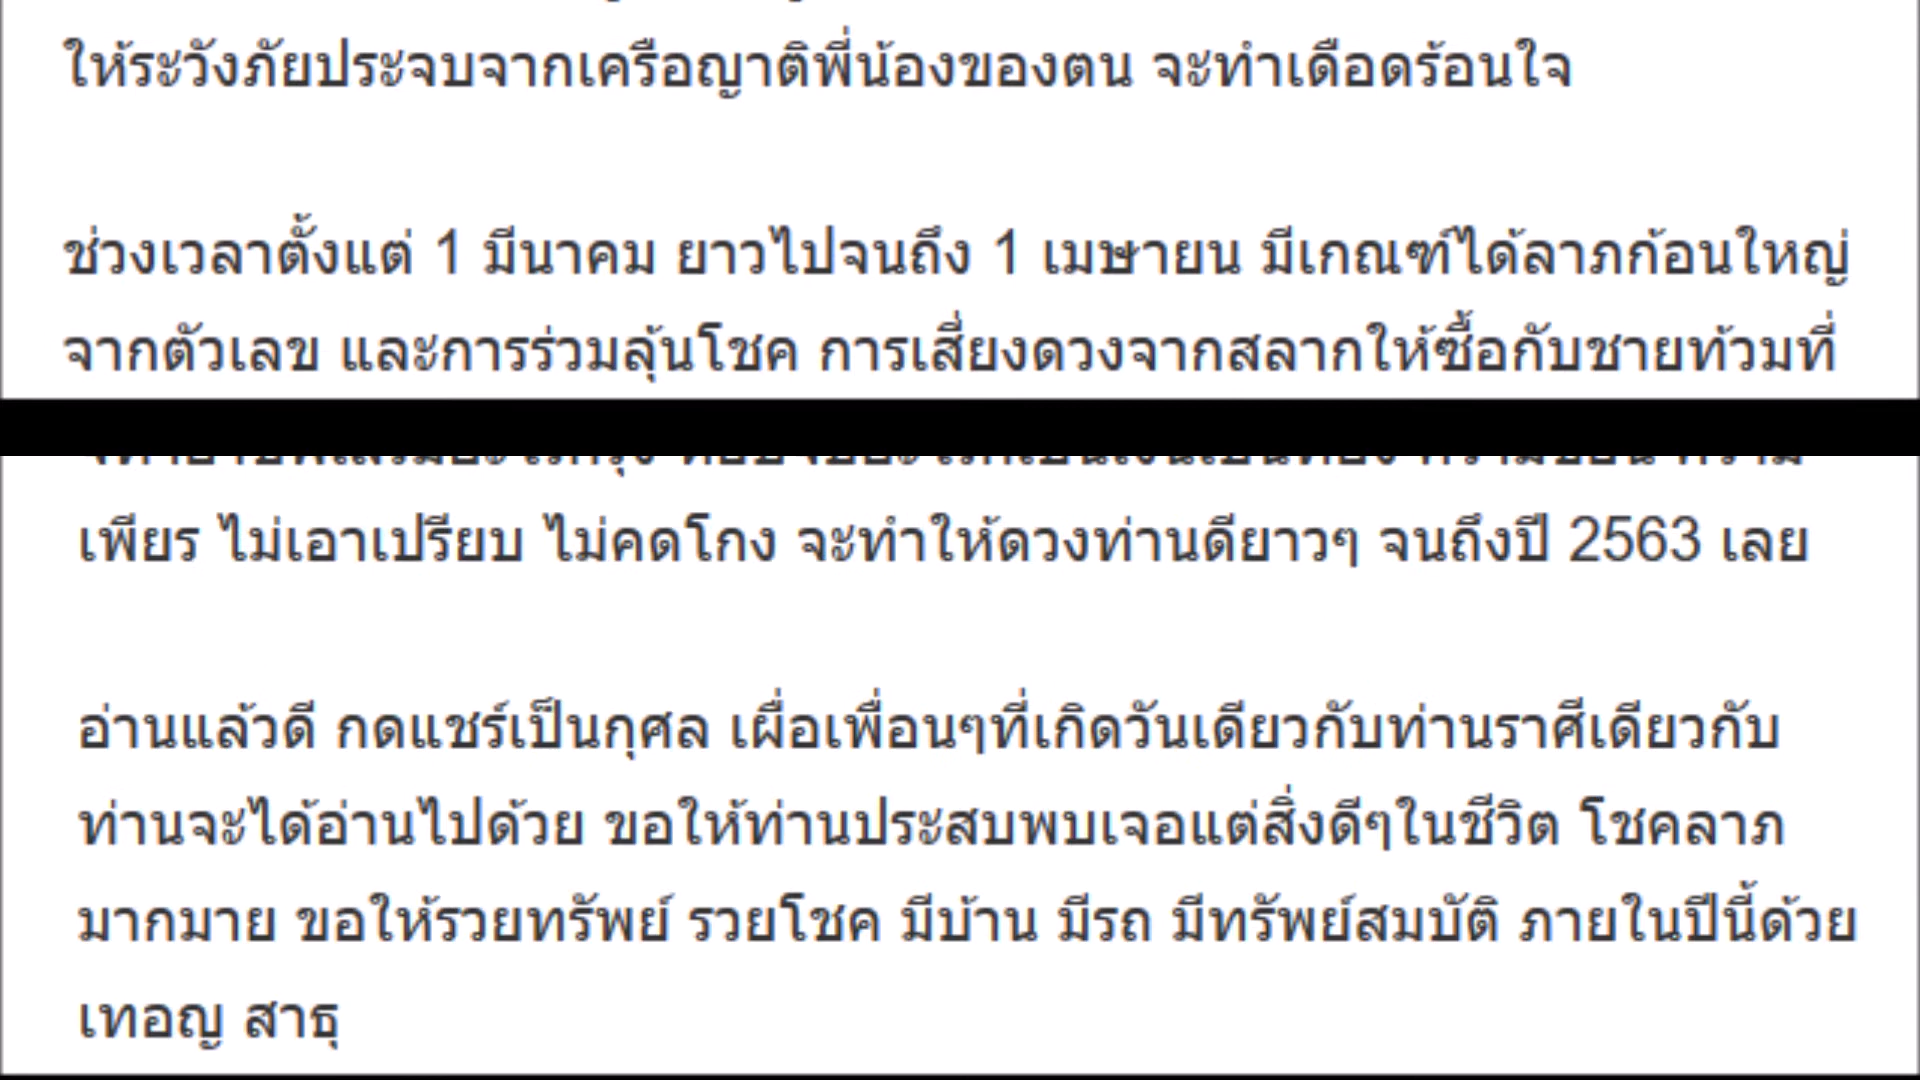 ให้ระวังภัยประจบจากเครือญาติพี่น้องของตน จะทำเดือดร้อนใจ
ช่วงเวลาตั้งแต่ 1 มีนาคม ยาวไปจนถึง 1 เมษายน มีเกณฑ์ได้ลาภก้อนใหญ่
จากตัวเลข และการร่วมลุ้นโชค การเสี่ยงดวงจากสลากให้ซื้อกับชายท้วมที่
เพียร ไม่เอาเปรียบ ไม่คดโกง จะทำให้ดวงท่านดียาวๆ จนถึงปี 2563 เลย
อ่านแล้วดี กดแชร์เป็นกุศล เผื่อเพื่อนๆที่เกิดวันเดียวกับท่านราศีเดียวกับ
ท่านจะได้อ่านไปด้วย ขอให้ท่านประสบพบเจอแต่สิ่งดีๆในชีวิต โชคลาภ
มากมาย ขอให้รวยทรัพย์ รวยโชค มีบ้าน มีรถ มีทรัพย์สมบัติ ภายในปีนี้ด้วย
เทอญ สาธุ